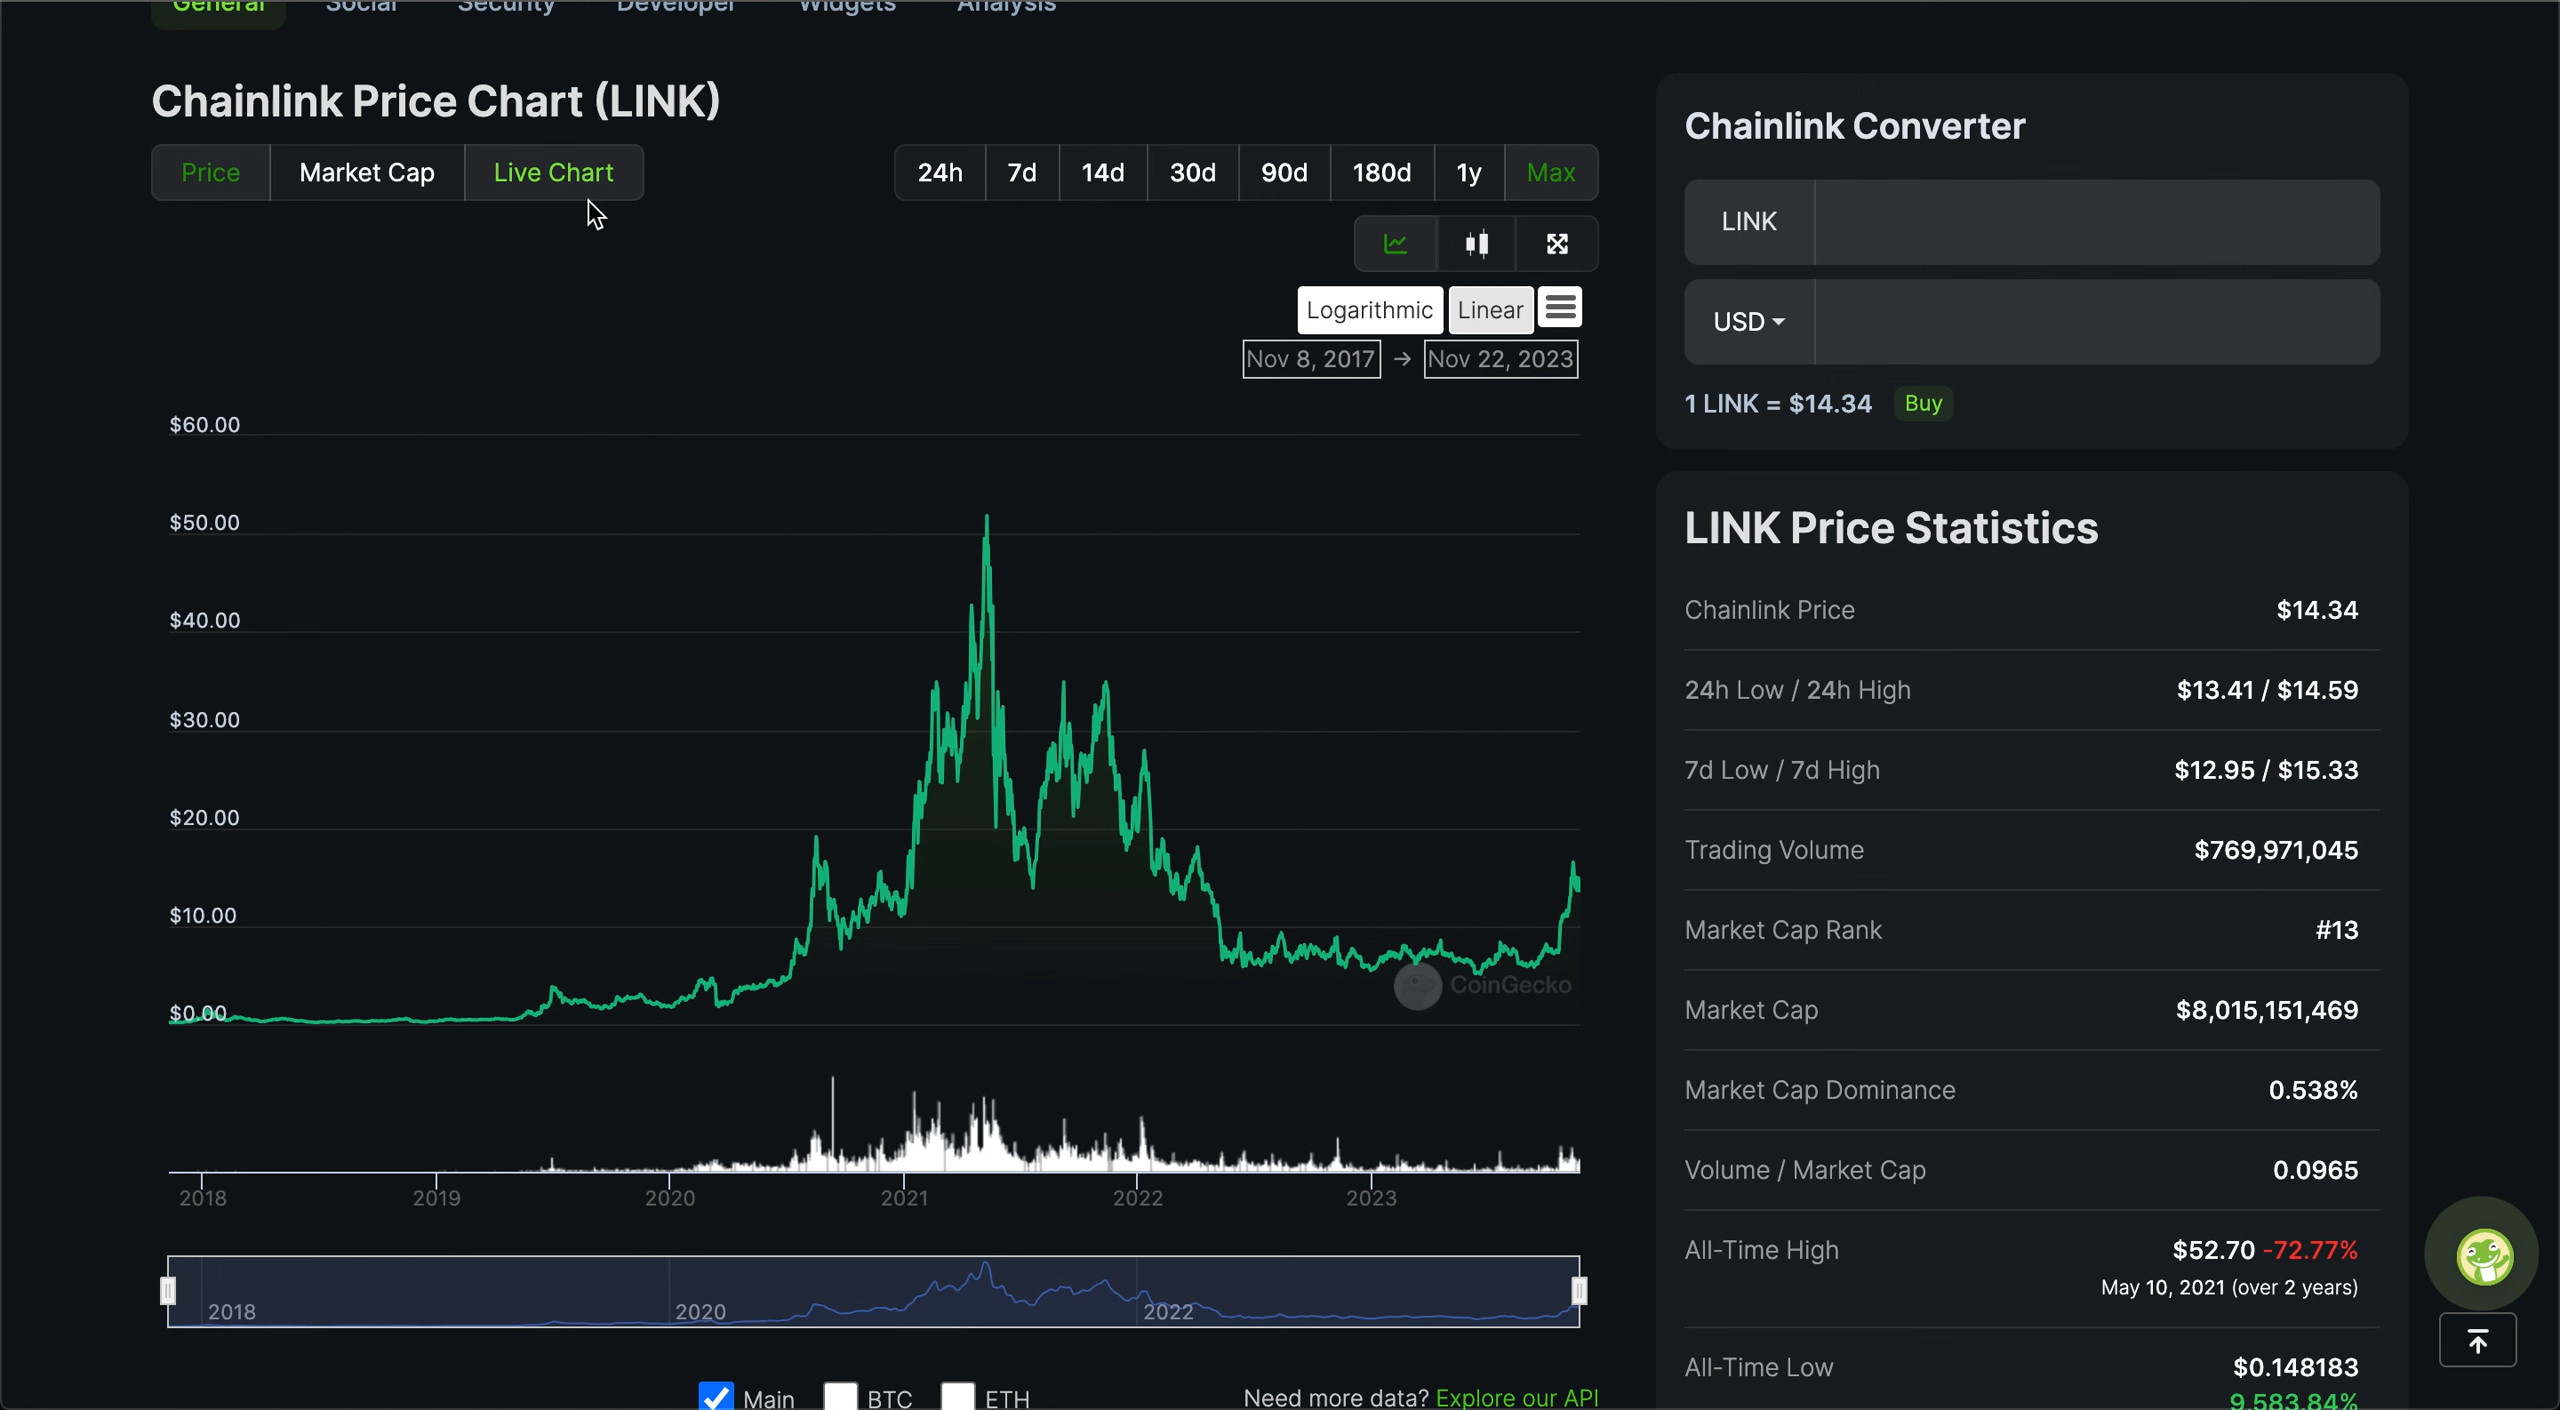 General Social Security Developer Widgets Analysis
Chainlink Price Chart (LINK)
Price Market Cap Live Chart
24h 7d 14d 30d 90d 180d 1y Max
Logarithmic Linear
Nov 8, 2017 → Nov 22, 2023
$60.00
$50.00
$40.00
$30.00
$20.00
$10.00
$0.00
CoinGecko
2018 2019 2020 2021 2022 2023
2018 2020 2022
Main BTC ETH
Need more data? Explore our API
Chainlink Converter
LINK
USD
1 LINK = $14.34 Buy
LINK Price Statistics
Chainlink Price $14.34
24h Low / 24h High $13.41 / $14.59
7d Low / 7d High $12.95 / $15.33
Trading Volume $769,971,045
Market Cap Rank #13
Market Cap $8,015,151,469
Market Cap Dominance 0.538%
Volume / Market Cap 0.0965
All-Time High $52.70 -72.77%
May 10, 2021 (over 2 years)
All-Time Low $0.148183
9,583.84%